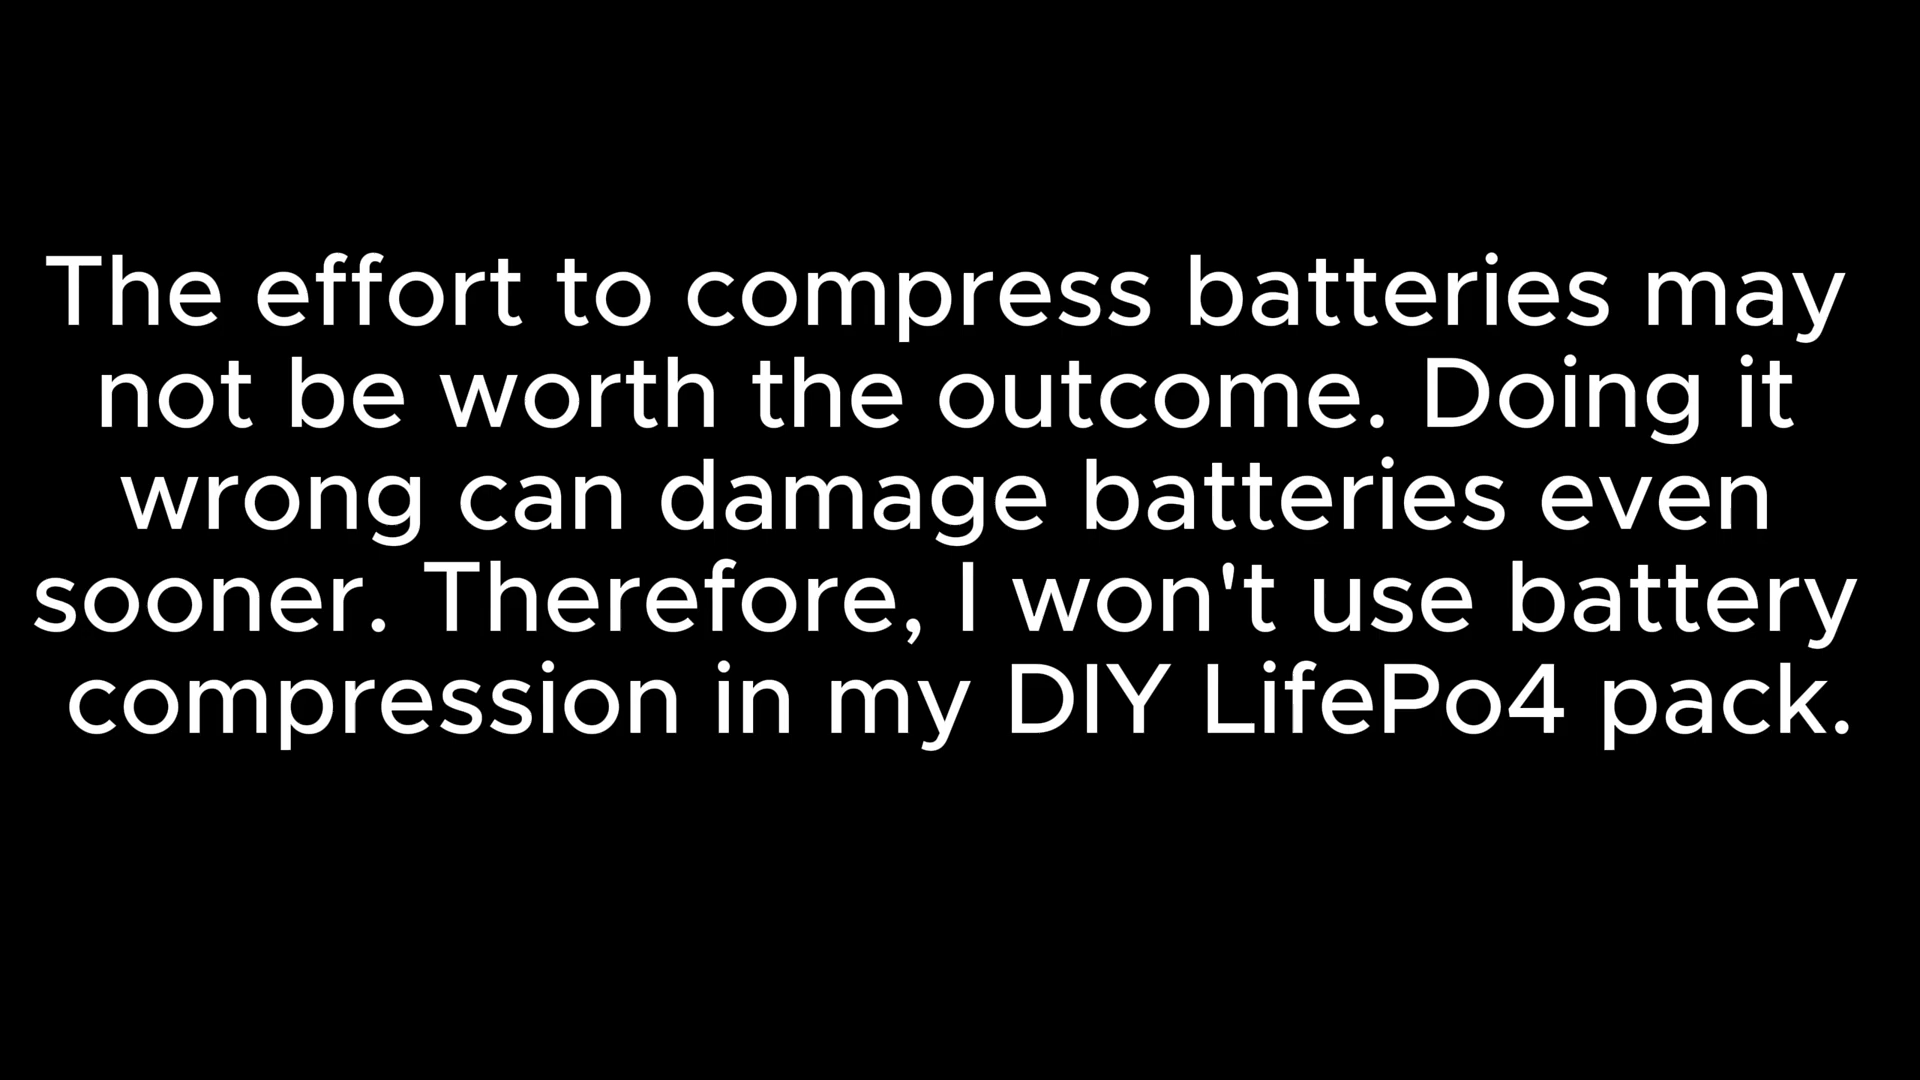 The effort to compress batteries may
not be worth the outcome. Doing it
wrong can damage batteries even
sooner. Therefore, I won't use battery
compression in my DIY LifePo4 pack.